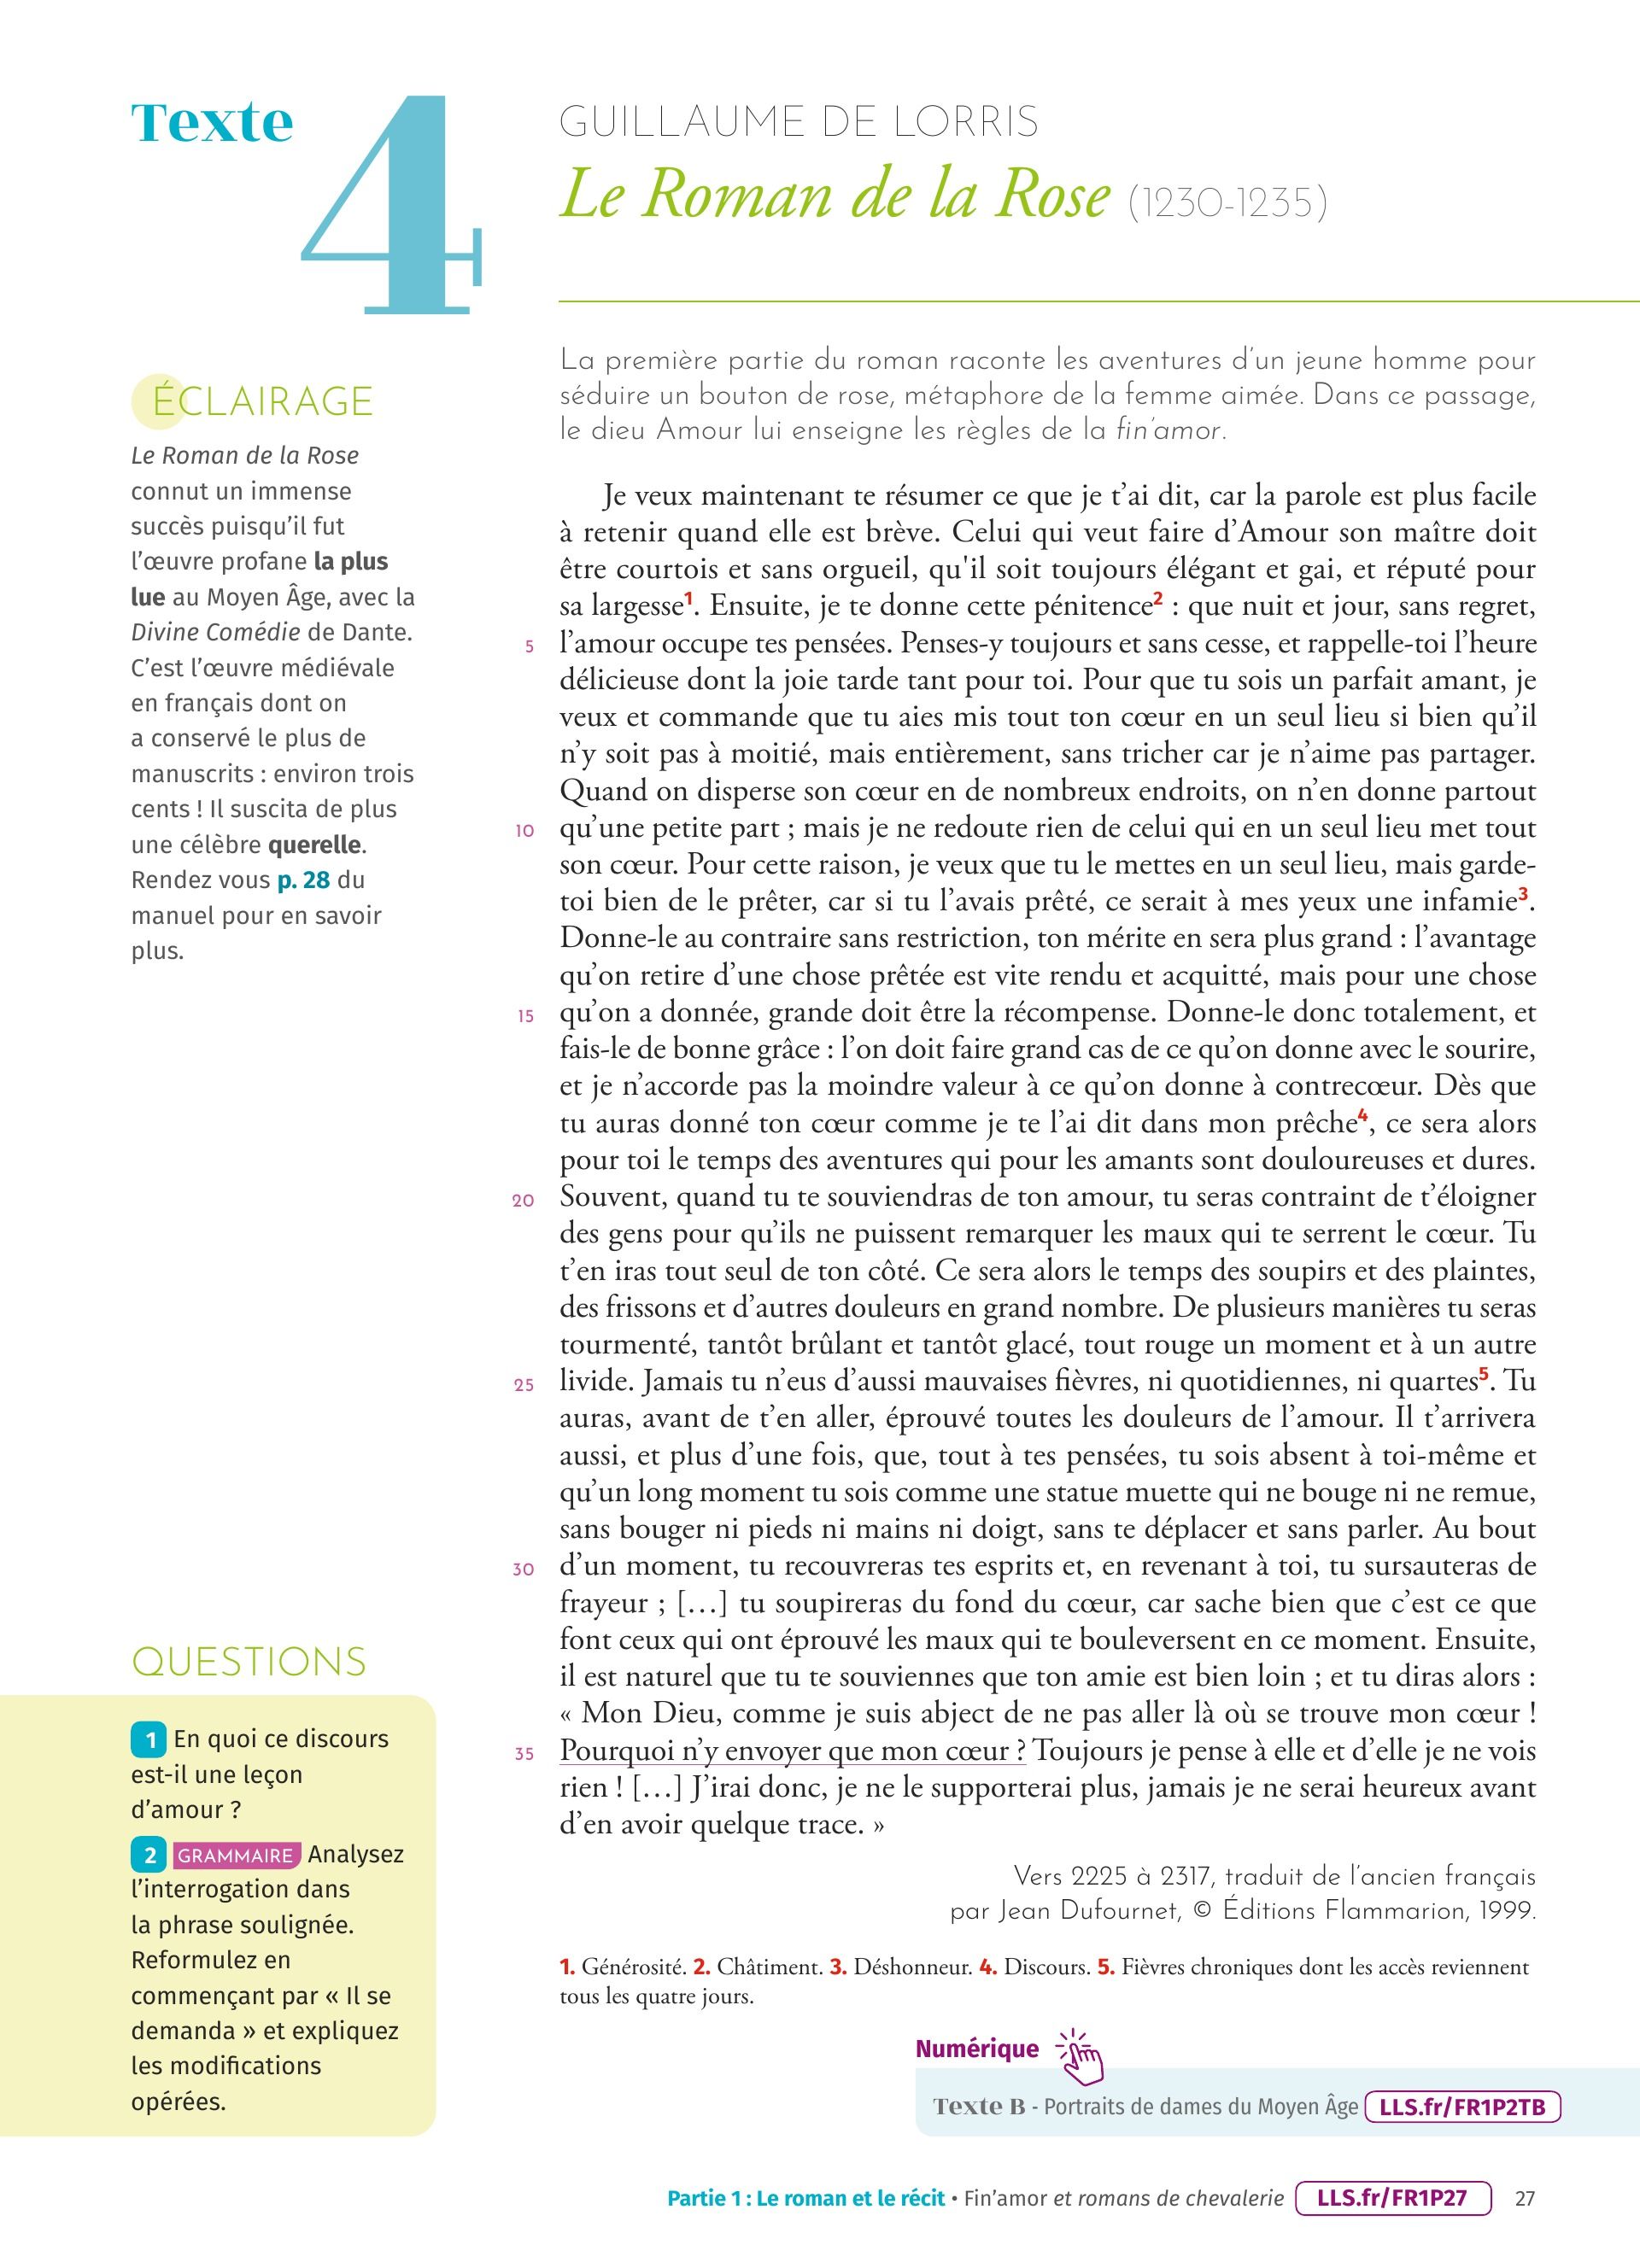 Texte 4
GUILLAUME DE LORRIS
Le Roman de la Rose (1230-1235)
La première partie du roman raconte les aventures d’un jeune homme pour
séduire un bouton de rose, métaphore de la femme aimée. Dans ce passage,
le dieu Amour lui enseigne les règles de la fin’amor.
ÉCLAIRAGE
Le Roman de la Rose
connut un immense
succès puisqu’il fut
l’œuvre profane la plus
lue au Moyen Âge, avec la
Divine Comédie de Dante.
C’est l’œuvre médiévale
en français dont on
a conservé le plus de
manuscrits : environ trois
cents ! Il suscita de plus
une célèbre querelle.
Rendez vous p. 28 du
manuel pour en savoir
plus.
Je veux maintenant te résumer ce que je t’ai dit, car la parole est plus facile
à retenir quand elle est brève. Celui qui veut faire d’Amour son maître doit
être courtois et sans orgueil, qu'il soit toujours élégant et gai, et réputé pour
sa largesse1. Ensuite, je te donne cette pénitence2 : que nuit et jour, sans regret,
5 l’amour occupe tes pensées. Penses-y toujours et sans cesse, et rappelle-toi l’heure
délicieuse dont la joie tarde tant pour toi. Pour que tu sois un parfait amant, je
veux et commande que tu aies mis tout ton cœur en un seul lieu si bien qu’il
n’y soit pas à moitié, mais entièrement, sans tricher car je n’aime pas partager.
Quand on disperse son cœur en de nombreux endroits, on n’en donne partout
10 qu’une petite part ; mais je ne redoute rien de celui qui en un seul lieu met tout
son cœur. Pour cette raison, je veux que tu le mettes en un seul lieu, mais garde-
toi bien de le prêter, car si tu l’avais prêté, ce serait à mes yeux une infamie3.
Donne-le au contraire sans restriction, ton mérite en sera plus grand : l’avantage
qu’on retire d’une chose prêtée est vite rendu et acquitté, mais pour une chose
15 qu’on a donnée, grande doit être la récompense. Donne-le donc totalement, et
fais-le de bonne grâce : l’on doit faire grand cas de ce qu’on donne avec le sourire,
et je n’accorde pas la moindre valeur à ce qu’on donne à contrecœur. Dès que
tu auras donné ton cœur comme je te l’ai dit dans mon prêche4, ce sera alors
pour toi le temps des aventures qui pour les amants sont douloureuses et dures.
20 Souvent, quand tu te souviendras de ton amour, tu seras contraint de t’éloigner
des gens pour qu’ils ne puissent remarquer les maux qui te serrent le cœur. Tu
t’en iras tout seul de ton côté. Ce sera alors le temps des soupirs et des plaintes,
des frissons et d’autres douleurs en grand nombre. De plusieurs manières tu seras
tourmenté, tantôt brûlant et tantôt glacé, tout rouge un moment et à un autre
25 livide. Jamais tu n’eus d’aussi mauvaises fièvres, ni quotidiennes, ni quartes5. Tu
auras, avant de t’en aller, éprouvé toutes les douleurs de l’amour. Il t’arrivera
aussi, et plus d’une fois, que, tout à tes pensées, tu sois absent à toi-même et
qu’un long moment tu sois comme une statue muette qui ne bouge ni ne remue,
sans bouger ni pieds ni mains ni doigt, sans te déplacer et sans parler. Au bout
30 d’un moment, tu recouvreras tes esprits et, en revenant à toi, tu sursauteras de
frayeur ; […] tu soupireras du fond du cœur, car sache bien que c’est ce que
font ceux qui ont éprouvé les maux qui te bouleversent en ce moment. Ensuite,
il est naturel que tu te souviennes que ton amie est bien loin ; et tu diras alors :
« Mon Dieu, comme je suis abject de ne pas aller là où se trouve mon cœur !
35 Pourquoi n’y envoyer que mon cœur ? Toujours je pense à elle et d’elle je ne vois
rien ! […] J’irai donc, je ne le supporterai plus, jamais je ne serai heureux avant
d’en avoir quelque trace. »
Vers 2225 à 2317, traduit de l’ancien français
par Jean Dufournet, © Éditions Flammarion, 1999.
1. Générosité. 2. Châtiment. 3. Déshonneur. 4. Discours. 5. Fièvres chroniques dont les accès reviennent
tous les quatre jours.
QUESTIONS
1 En quoi ce discours
est-il une leçon
d’amour ?
2 GRAMMAIRE Analysez
l’interrogation dans
la phrase soulignée.
Reformulez en
commençant par « Il se
demanda » et expliquez
les modifications
opérées.
Numérique
Texte B - Portraits de dames du Moyen Âge LLS.fr/FR1P2TB
Partie 1 : Le roman et le récit • Fin’amor et romans de chevalerie LLS.fr/FR1P27 27